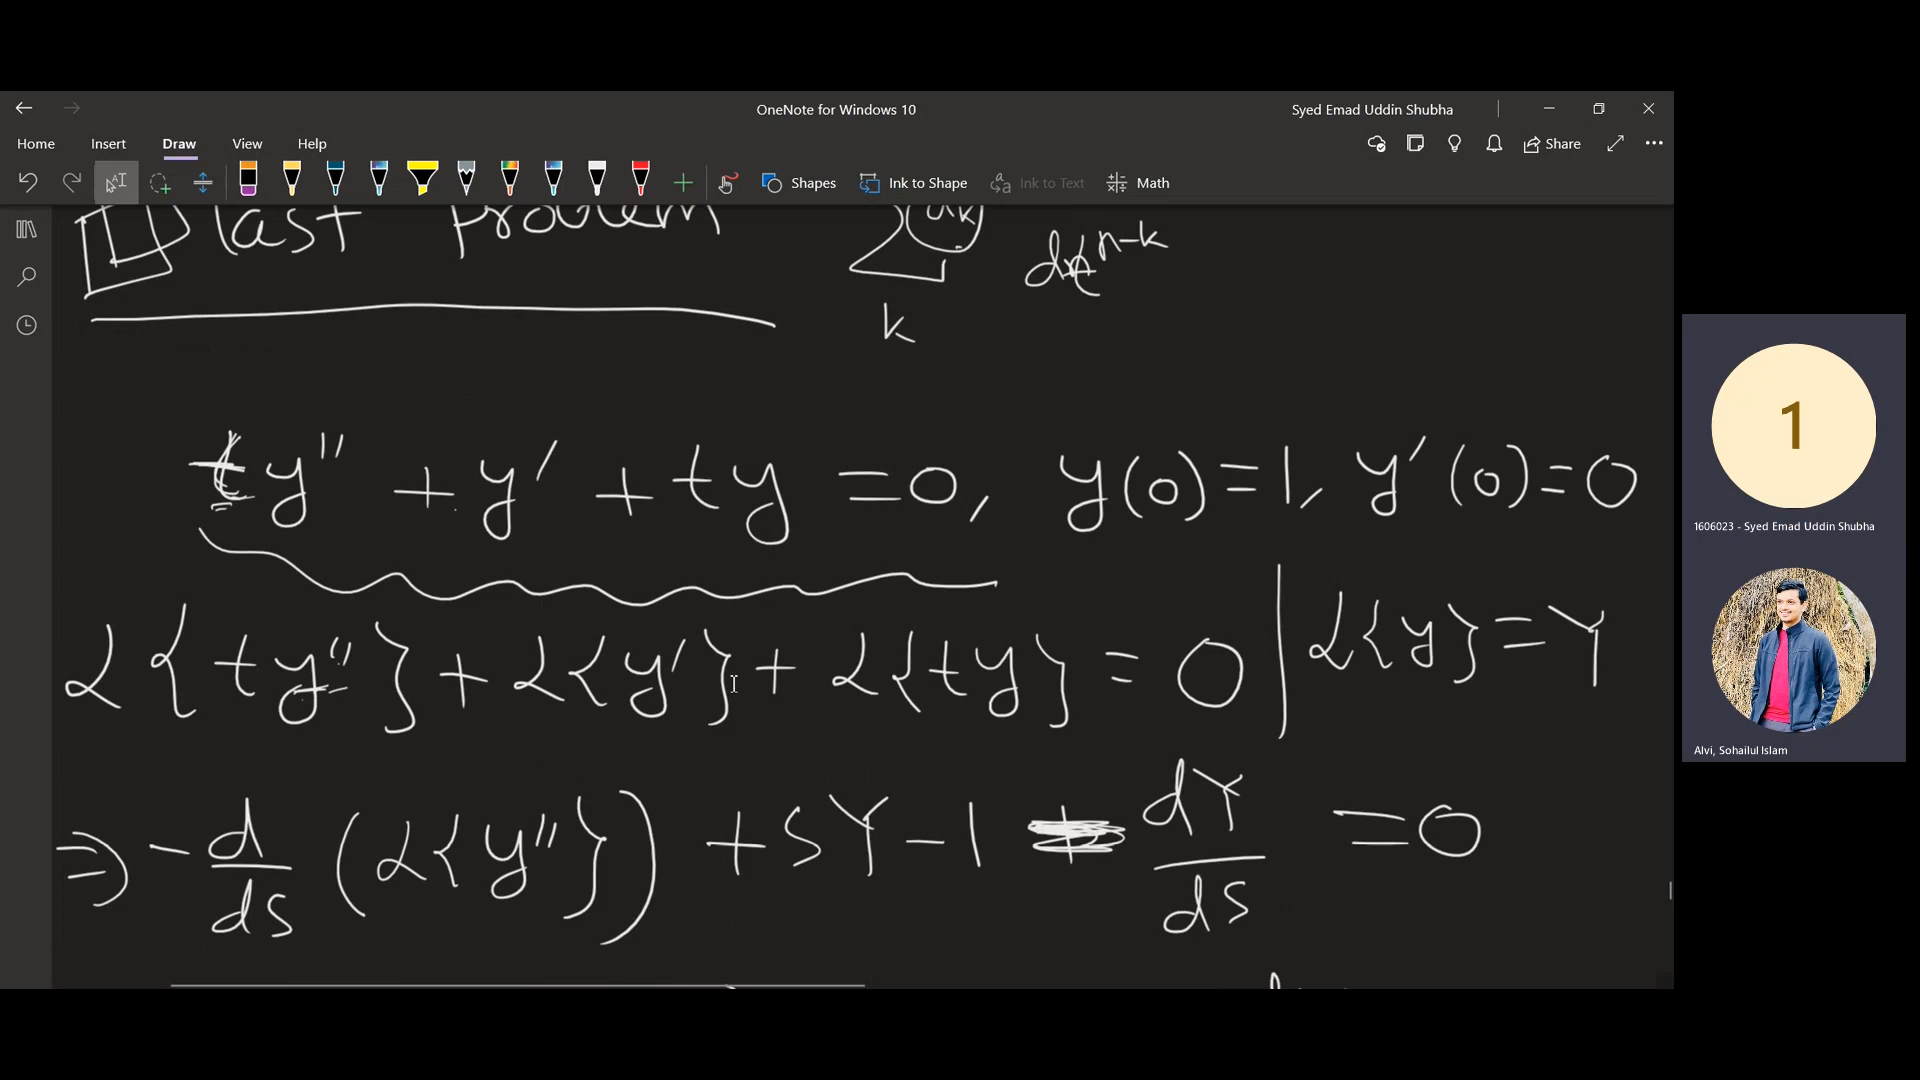 OneNote for Windows 10
Syed Emad Uddin Shubha
Home Insert Draw View Help
Share
Shapes Ink to Shape Ink to Text Math
last problem
k
dx^{n-k}
ty'' + y' + ty = 0, y(0) = 1, y'(0) = 0
ℒ{ty''} + ℒ{y'} + ℒ{ty} = 0 | ℒ{y} = Y
⇒ - d/ds (ℒ{y''}) + sY - 1 - dY/ds = 0
1
1606023 - Syed Emad Uddin Shubha
Alvi, Sohailul Islam